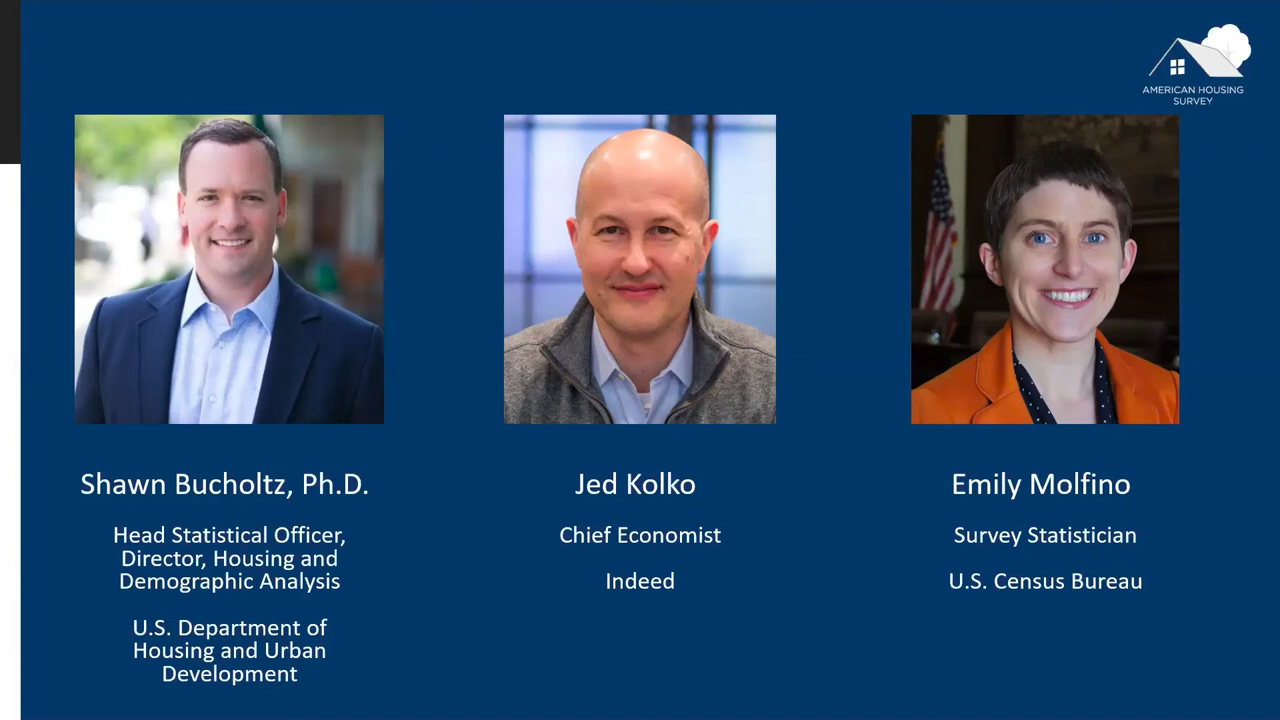 AMERICAN HOUSING
SURVEY
Shawn Bucholtz, Ph.D.
Head Statistical Officer,
Director, Housing and
Demographic Analysis
U.S. Department of
Housing and Urban
Development
Jed Kolko
Chief Economist
Indeed
Emily Molfino
Survey Statistician
U.S. Census Bureau